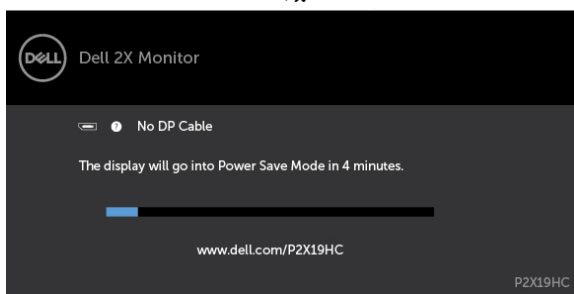 DELL
Dell 2X Monitor
? No DP Cable
The display will go into Power Save Mode in 4 minutes.
www.dell.com/P2X19HC
P2X19HC